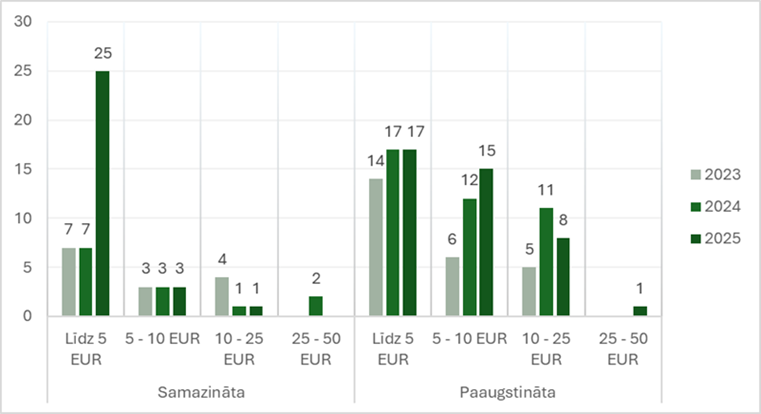 30
25
20
15
10
5
0
7 7 25
3 3 3
4 1 1
2
14 17 17
6 12 15
5 11 8
1
Līdz 5 EUR
5 - 10 EUR
10 - 25 EUR
25 - 50 EUR
Līdz 5 EUR
5 - 10 EUR
10 - 25 EUR
25 - 50 EUR
Samazināta
Paaugstināta
2023
2024
2025